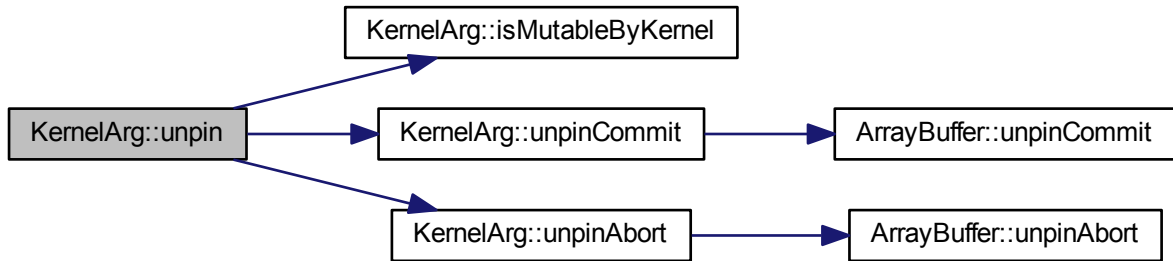 KernelArg::isMutableByKernel
KernelArg::unpin
KernelArg::unpinCommit
ArrayBuffer::unpinCommit
KernelArg::unpinAbort
ArrayBuffer::unpinAbort